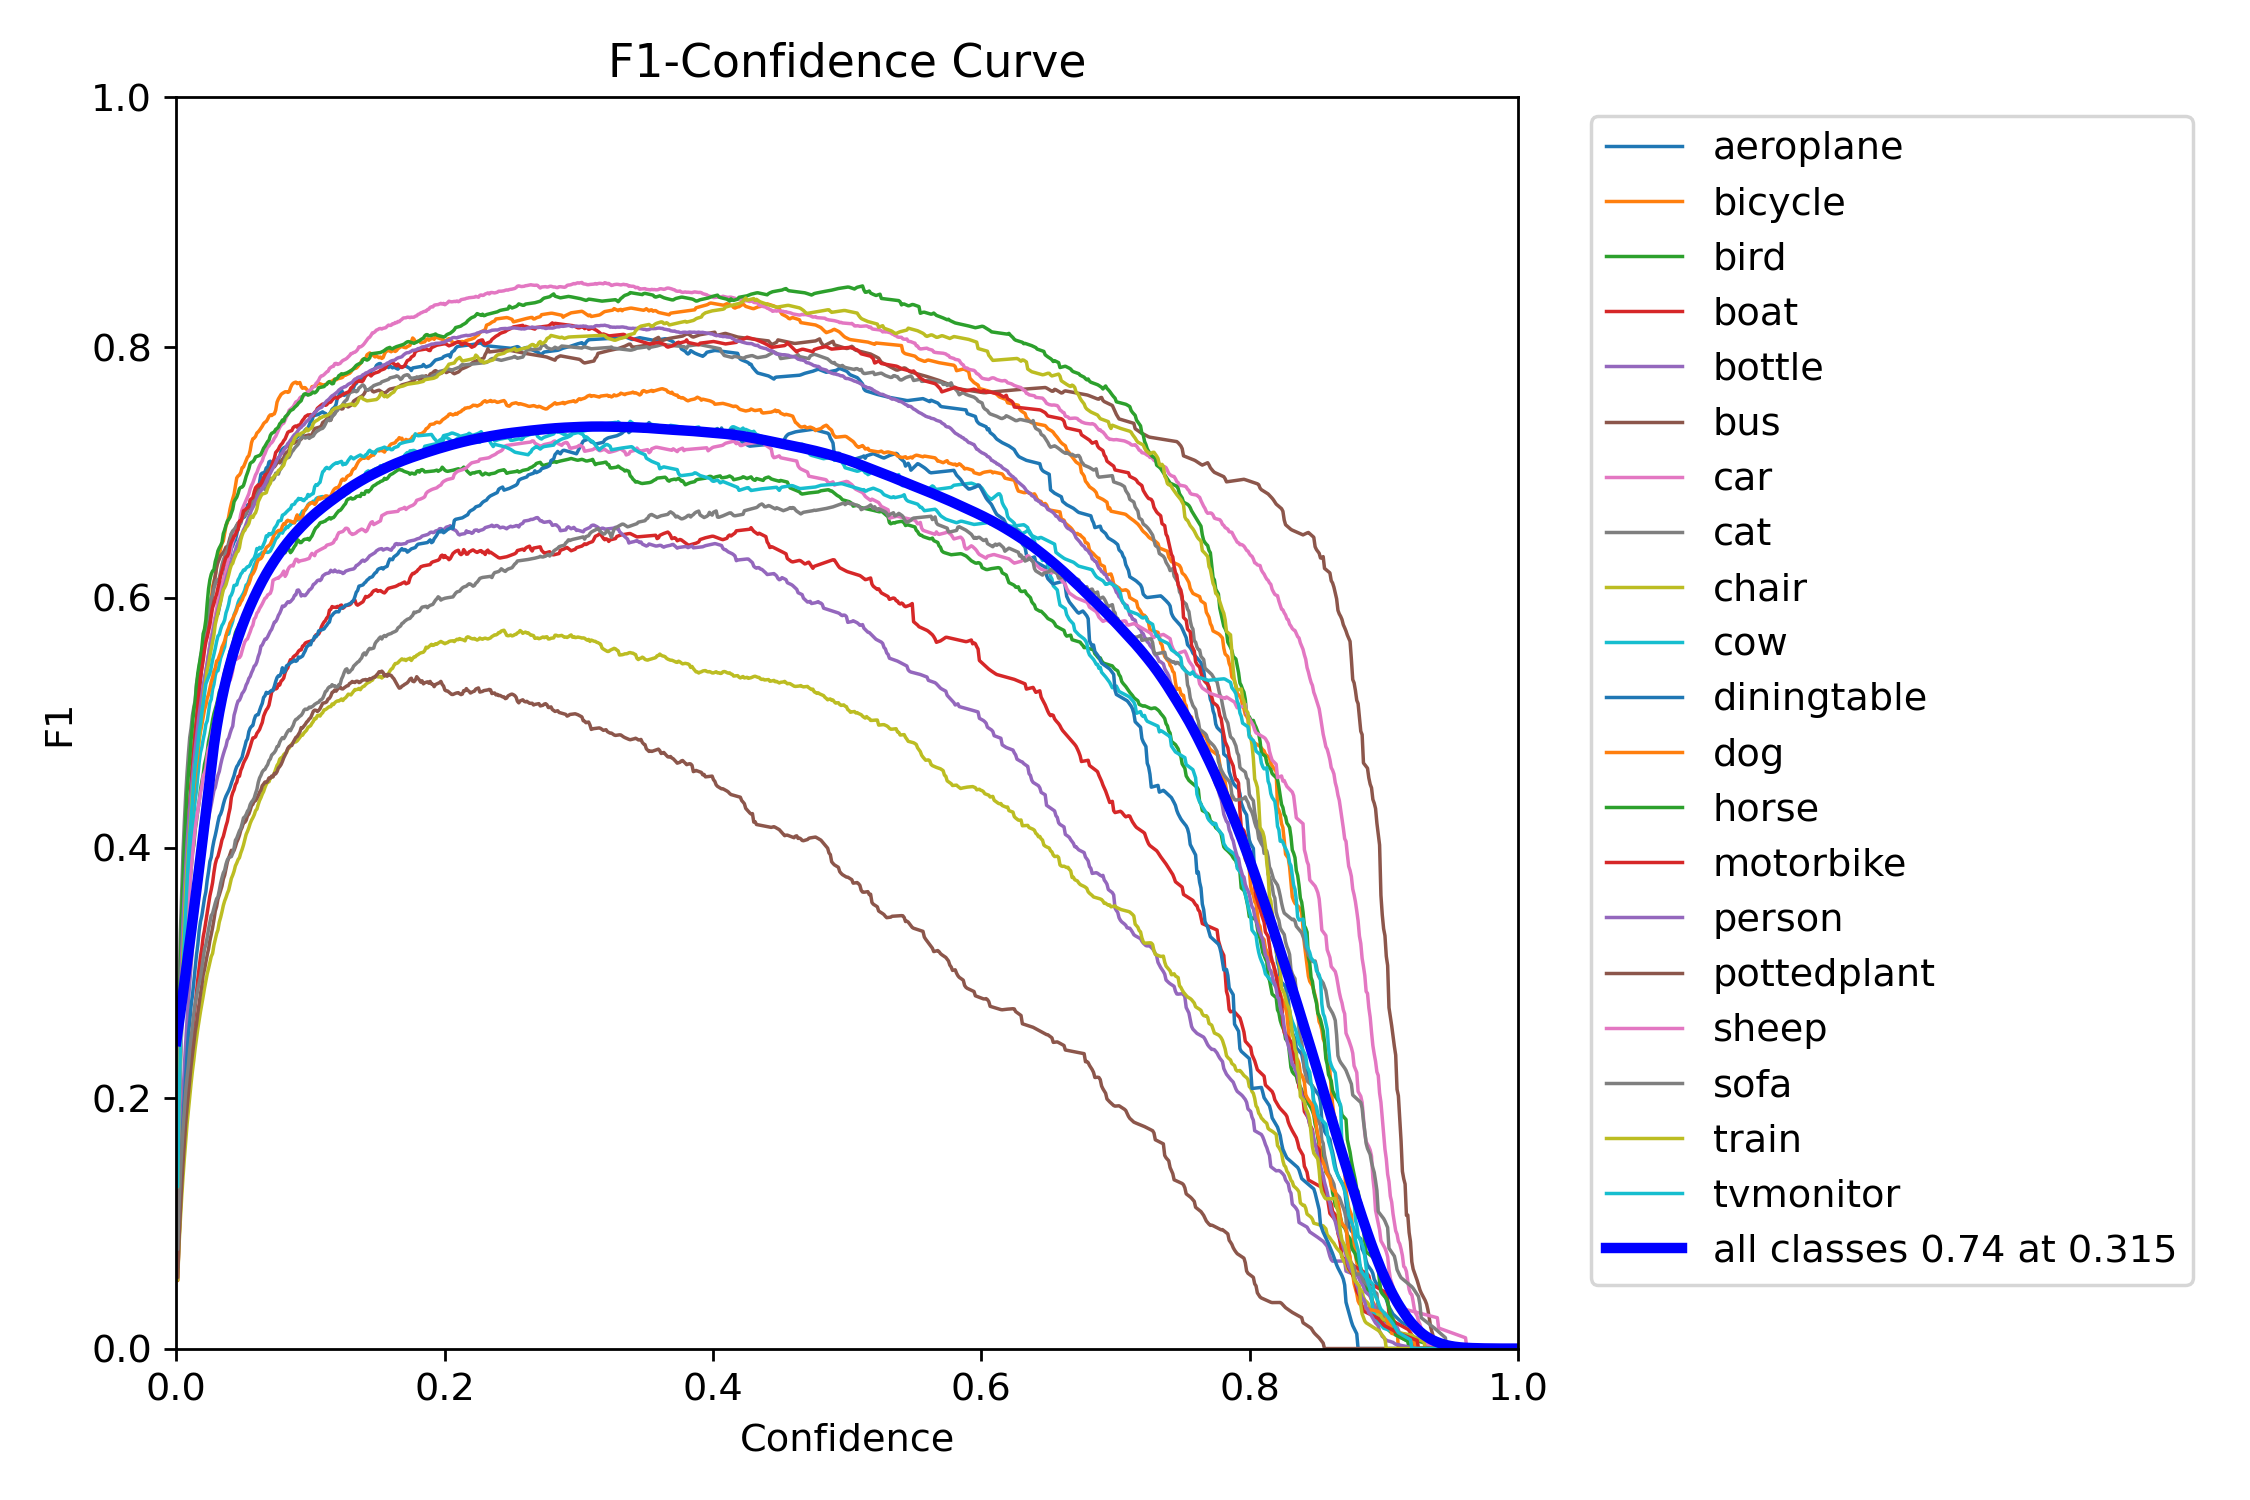 F1-Confidence Curve
1.0
0.8
0.6
0.4
0.2
0.0
F1
0.0 0.2 0.4 0.6 0.8 1.0
Confidence
aeroplane
bicycle
bird
boat
bottle
bus
car
cat
chair
cow
diningtable
dog
horse
motorbike
person
pottedplant
sheep
sofa
train
tvmonitor
all classes 0.74 at 0.315